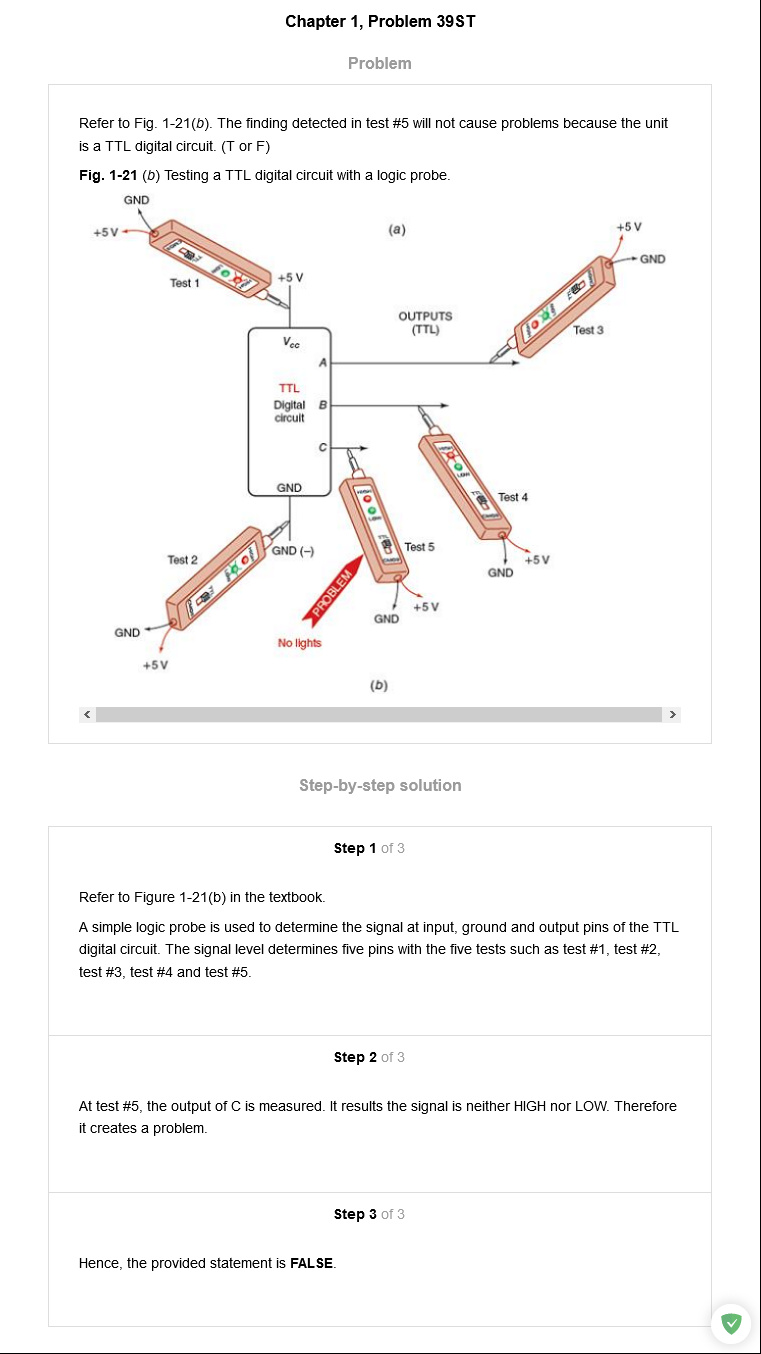 Chapter 1, Problem 39ST
Problem
Refer to Fig. 1-21(b). The finding detected in test #5 will not cause problems because the unit
is a TTL digital circuit. (T or F)
Fig. 1-21 (b) Testing a TTL digital circuit with a logic probe.
GND
+5 V
(a)
+5 V
GND
Test 1
+5 V
OUTPUTS
(TTL)
Test 3
Vcc
A
TTL
Digital
circuit
B
C
GND
Test 4
Test 2
GND (–)
Test 5
+5 V
GND
PROBLEM
+5 V
GND
GND
No lights
+5 V
(b)
Step-by-step solution
Step 1 of 3
Refer to Figure 1-21(b) in the textbook.
A simple logic probe is used to determine the signal at input, ground and output pins of the TTL
digital circuit. The signal level determines five pins with the five tests such as test #1, test #2,
test #3, test #4 and test #5.
Step 2 of 3
At test #5, the output of C is measured. It results the signal is neither HIGH nor LOW. Therefore
it creates a problem.
Step 3 of 3
Hence, the provided statement is FALSE.